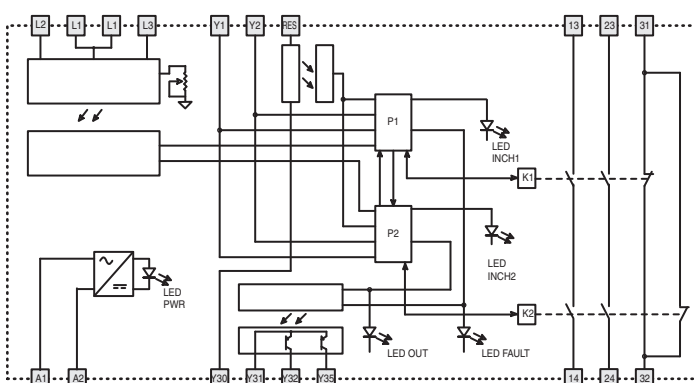 L2 L1 L1 L3 Y1 Y2 RES 13 23 31
P1
LED
INCH1
K1
P2
LED
INCH2
LED
PWR
K2
LED OUT LED FAULT
A1 A2 Y30 Y31 Y32 Y35 14 24 32